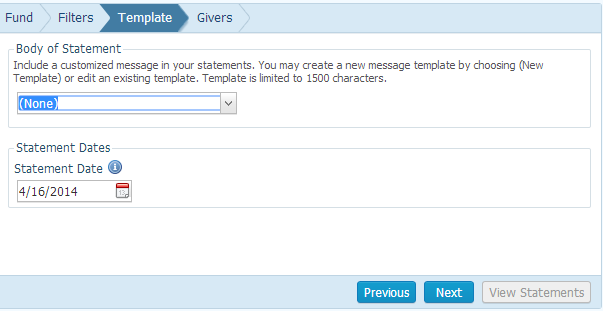 Fund Filters Template Givers
Body of Statement
Include a customized message in your statements. You may create a new message template by choosing (New
Template) or edit an existing template. Template is limited to 1500 characters.
(None)
Statement Dates
Statement Date
4/16/2014
Previous Next View Statements